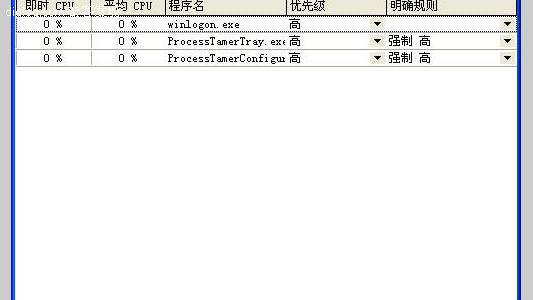 即时 CPU 平均 CPU 程序名 优先级 明确规则
0 % 0 % winlogon.exe 高
0 % 0 % ProcessTamerTray.exe 高 强制 高
0 % 0 % ProcessTamerConfigur 高 强制 高